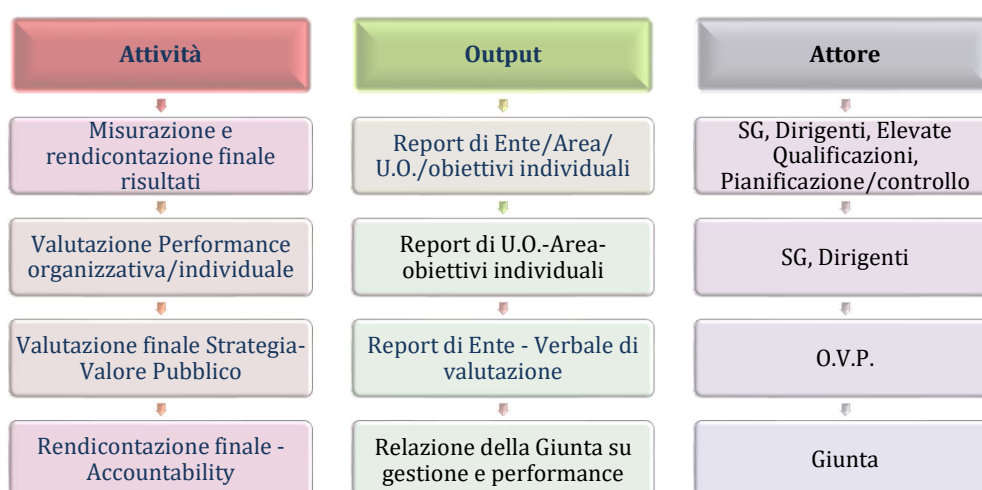 Attività
Misurazione e
rendicontazione finale
risultati
Valutazione Performance
organizzativa/individuale
Valutazione finale Strategia-
Valore Pubblico
Rendicontazione finale -
Accountability
Output
Report di Ente/Area/
U.O./obiettivi individuali
Report di U.O.-Area-
obiettivi individuali
Report di Ente - Verbale di
valutazione
Relazione della Giunta su
gestione e performance
Attore
SG, Dirigenti, Elevate
Qualificazioni,
Pianificazione/controllo
SG, Dirigenti
O.V.P.
Giunta